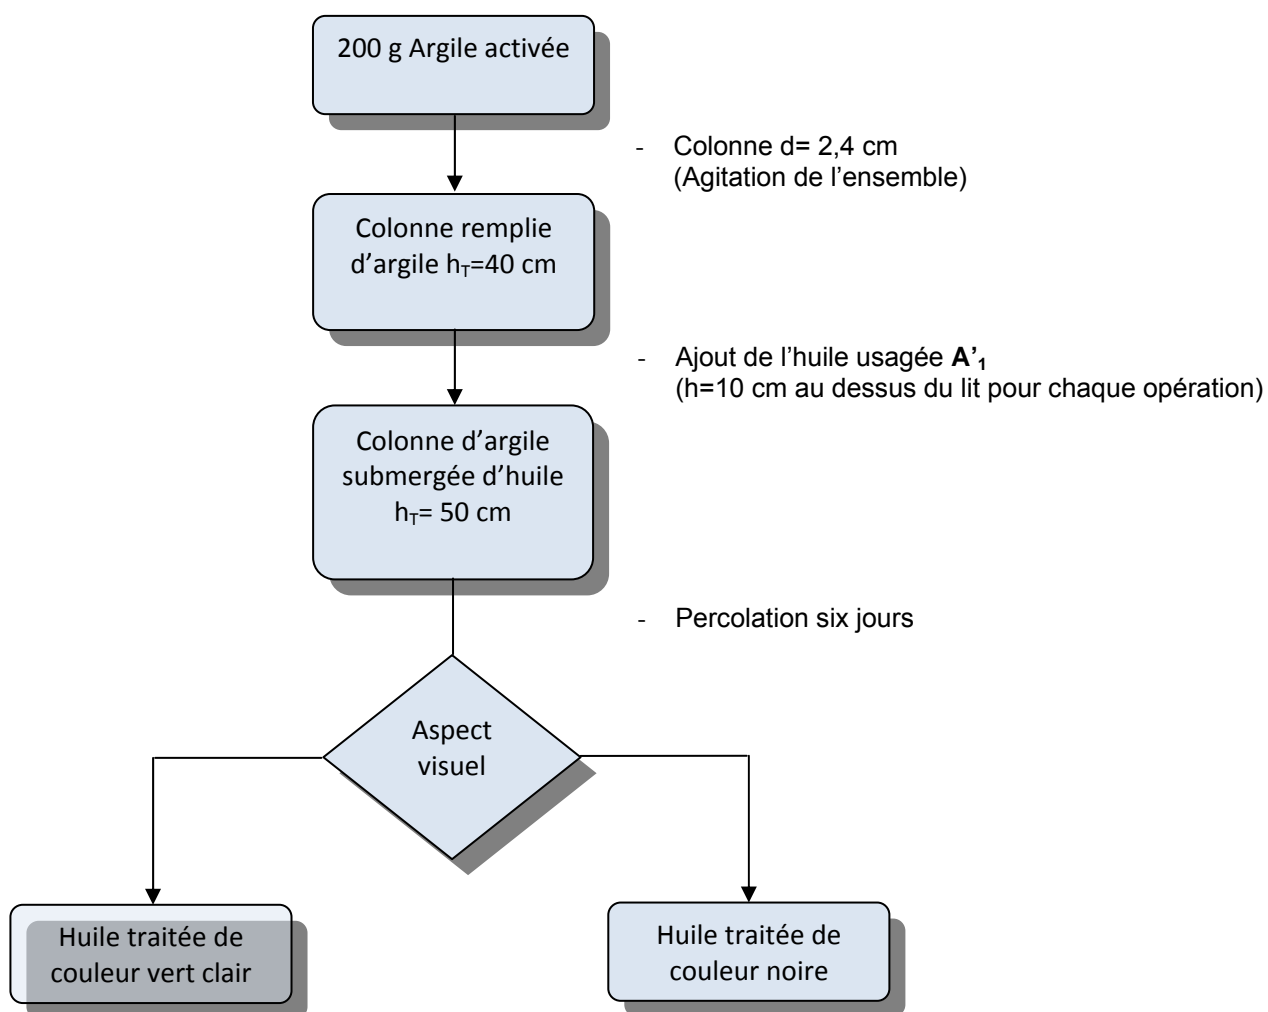 200 g Argile activée
- Colonne d= 2,4 cm
(Agitation de l’ensemble)
Colonne remplie
d’argile hT=40 cm
- Ajout de l’huile usagée A’1
(h=10 cm au dessus du lit pour chaque opération)
Colonne d’argile
submergée d’huile
hT= 50 cm
- Percolation six jours
Aspect
visuel
Huile traitée de
couleur vert clair
Huile traitée de
couleur noire